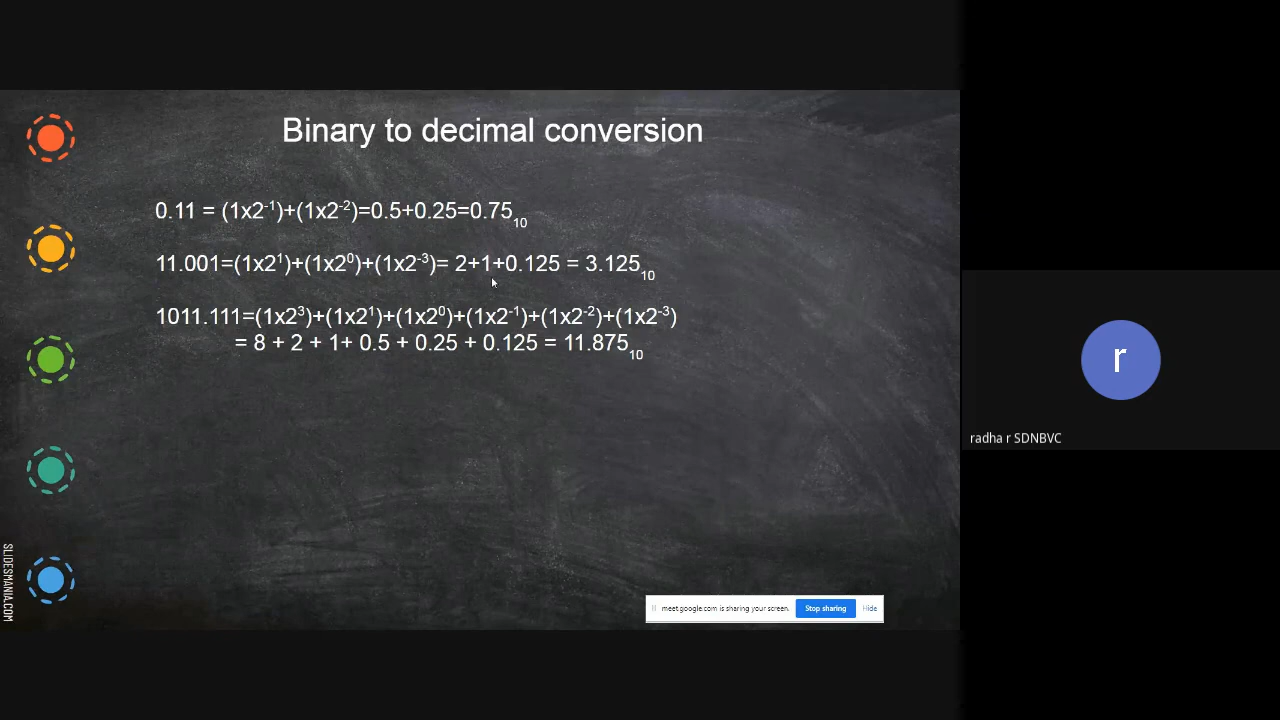 Binary to decimal conversion
0.11 = (1x2⁻¹)+(1x2⁻²)=0.5+0.25=0.75₁₀
11.001=(1x2¹)+(1x2⁰)+(1x2⁻³)= 2+1+0.125 = 3.125₁₀
1011.111=(1x2³)+(1x2¹)+(1x2⁰)+(1x2⁻¹)+(1x2⁻²)+(1x2⁻³)
= 8 + 2 + 1+ 0.5 + 0.25 + 0.125 = 11.875₁₀
SLIDESMANIA.COM
meet.google.com is sharing your screen. Stop sharing Hide
r
radha r SDNBVC